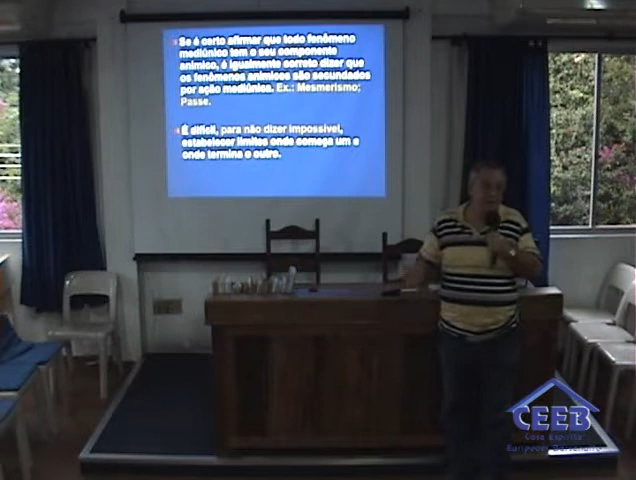 Se é certo afirmar que todo fenômeno
mediúnico tem o seu componente
anímico, é igualmente correto dizer que
os fenômenos anímicos são secundados
por ação mediúnica. Ex.: Mesmerismo;
Passe.
É difícil, para não dizer impossível,
estabelecer limites onde começa um e
onde termina o outro.
CEEB
Casa Espírita